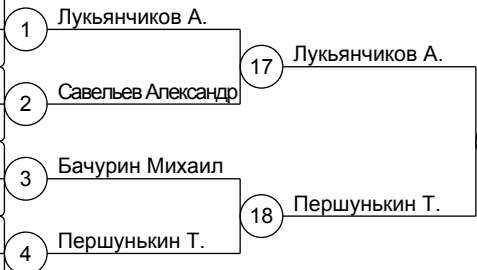 1 Лукьянчиков А.
17 Лукьянчиков А.
2 Савельев Александр
3 Бачурин Михаил
18 Першунькин Т.
4 Першунькин Т.